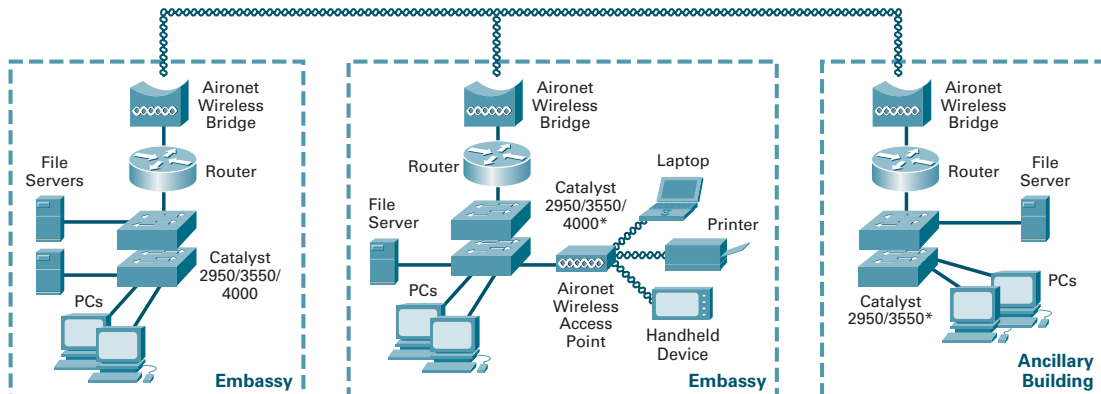 Aironet
Wireless
Bridge
File
Servers
Router
Catalyst
2950/3550/
4000
PCs
Embassy
Aironet
Wireless
Bridge
Router
Laptop
Catalyst
2950/3550/
4000*
File
Server
Printer
PCs
Aironet
Wireless
Access
Point
Handheld
Device
Embassy
Aironet
Wireless
Bridge
Router
File
Server
PCs
Catalyst
2950/3550*
Ancillary
Building